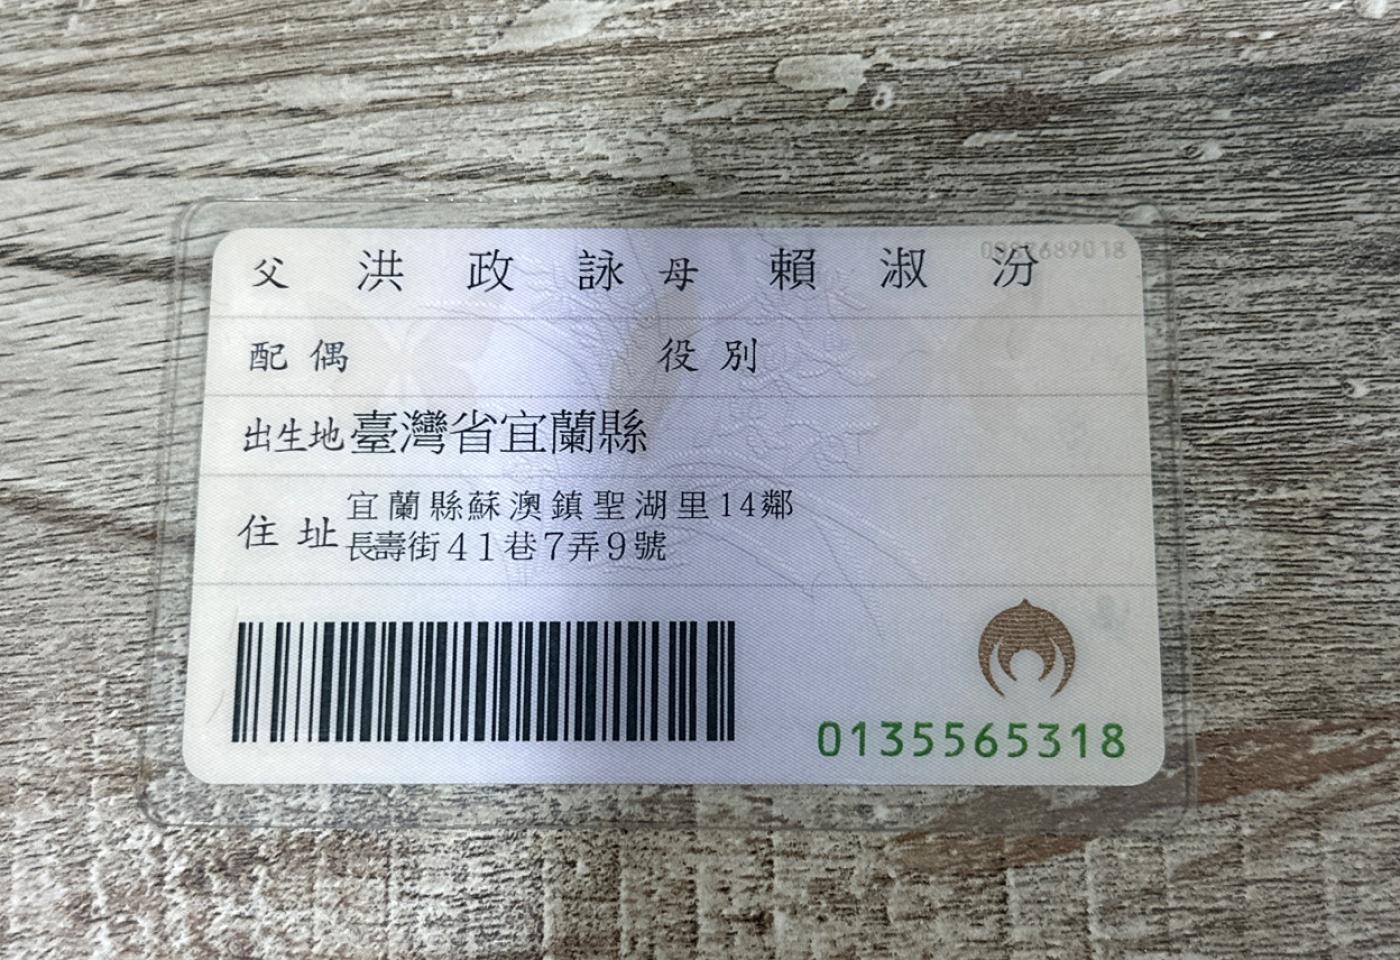 父 洪政詠 母 賴淑汾
配偶 役別
出生地 臺灣省宜蘭縣
住址 宜蘭縣蘇澳鎮聖湖里14鄰
長壽街41巷7弄9號
0135565318